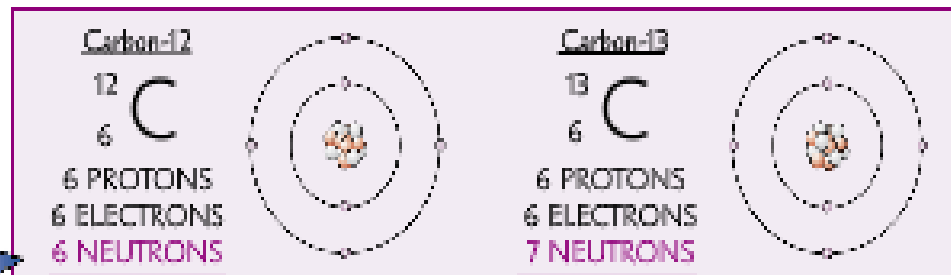 Carbon-12
12
C
6
6 PROTONS
6 ELECTRONS
6 NEUTRONS
Carbon-13
13
C
6
6 PROTONS
6 ELECTRONS
7 NEUTRONS